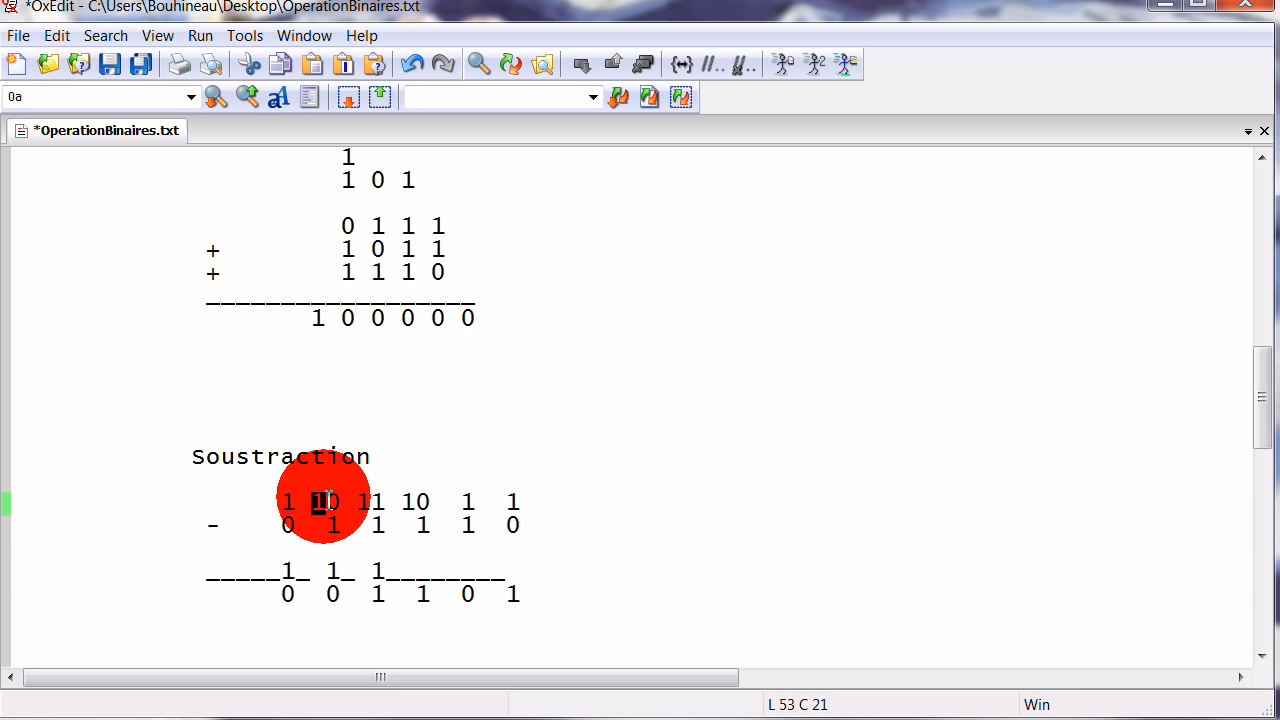 *OxEdit - C:\Users\Bouhineau\Desktop\OperationBinaires.txt
File Edit Search View Run Tools Window Help
0a
*OperationBinaires.txt
1
1 0 1
0 1 1 1
+ 1 0 1 1
+ 1 1 1 0
__________________
1 0 0 0 0 0
Soustraction
1 10 11 10 1 1
- 0 1 1 1 1 0
_____1_ 1_ 1________
0 0 1 1 0 1
L 53 C 21 Win